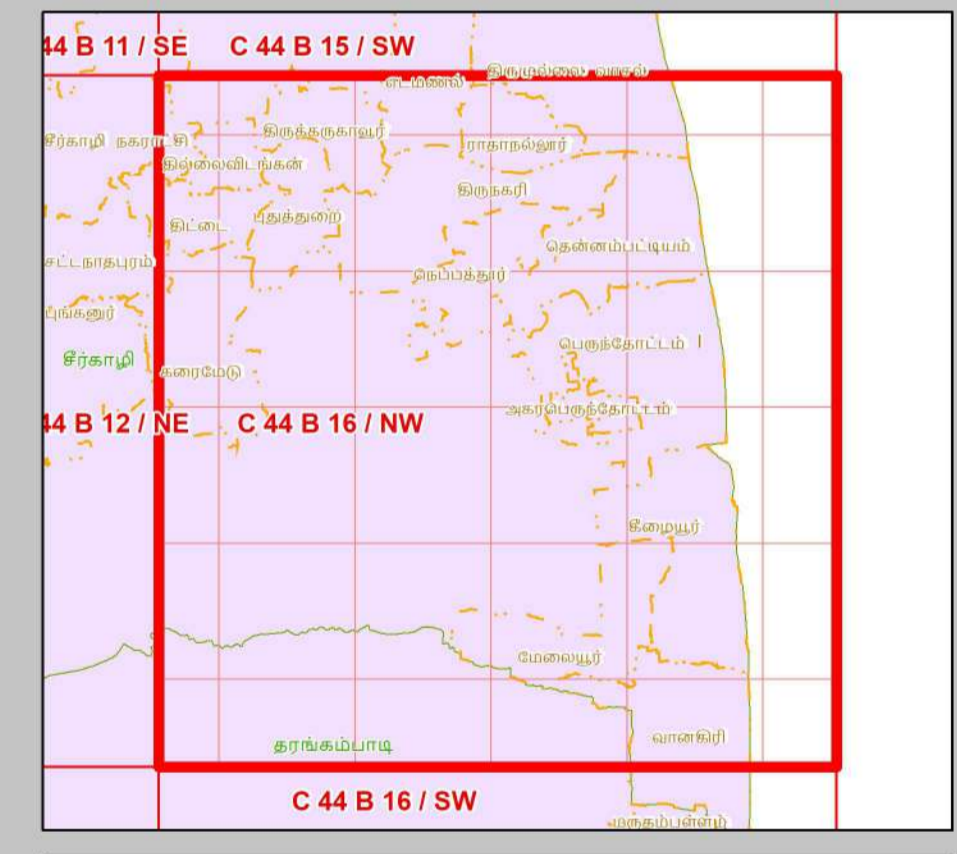 44 B 11 / SE
C 44 B 15 / SW
திருமுல்லை வாசல்
எடமணல்
சீர்காழி நகராட்சி
திருத்தருகாவூர்
ராதாநல்லூர்
தில்லைவிடங்கன்
திருநகரி
திட்டை
புதுத்துறை
தென்னம்பட்டியம்
சட்டநாதபுரம்
நெப்பத்தூர்
புங்கனுர்
பெருந்தோட்டம்
சீர்காழி
கரைமேடு
அகரபெருந்தோட்டம்
44 B 12 / NE
C 44 B 16 / NW
கீழையூர்
மேலையூர்
வானகிரி
தரங்கம்பாடி
C 44 B 16 / SW
மருதம்பள்ளம்